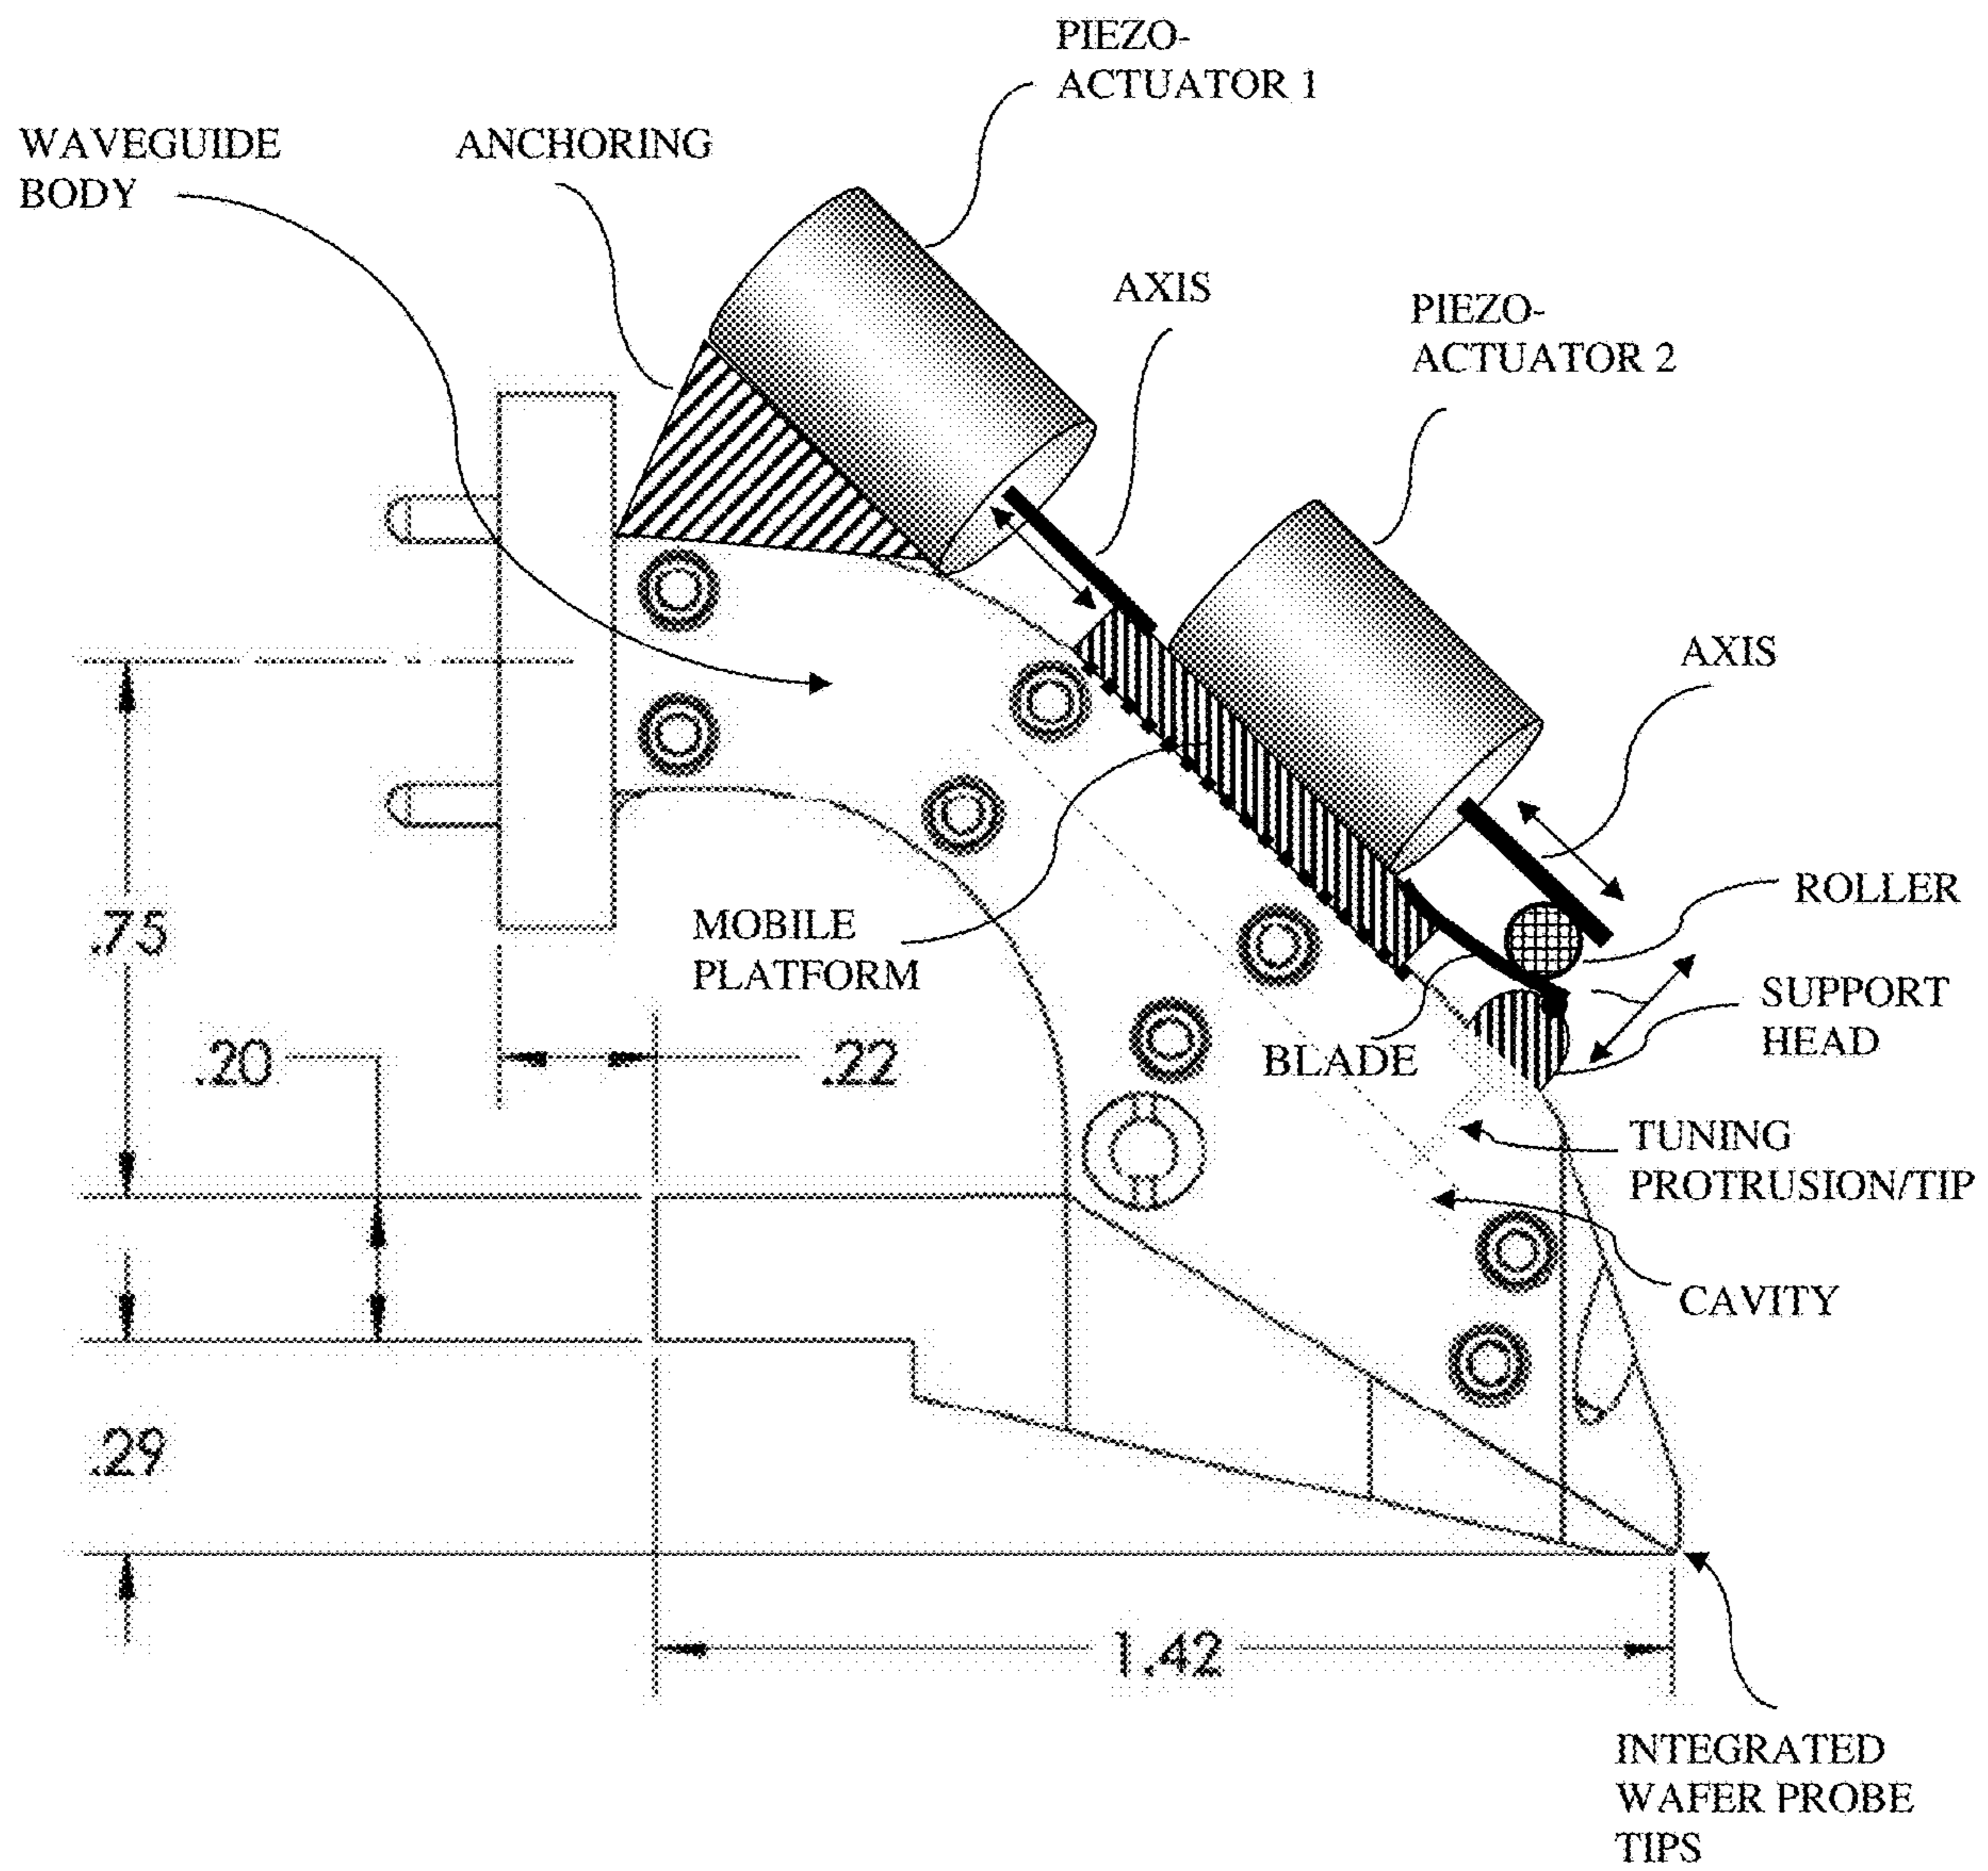 PIEZO-
ACTUATOR 1
WAVEGUIDE
BODY
ANCHORING
AXIS
PIEZO-
ACTUATOR 2
AXIS
ROLLER
MOBILE
PLATFORM
.75
SUPPORT
HEAD
BLADE
.20
.22
TUNING
PROTRUSION/TIP
CAVITY
.29
1.42
INTEGRATED
WAFER PROBE
TIPS